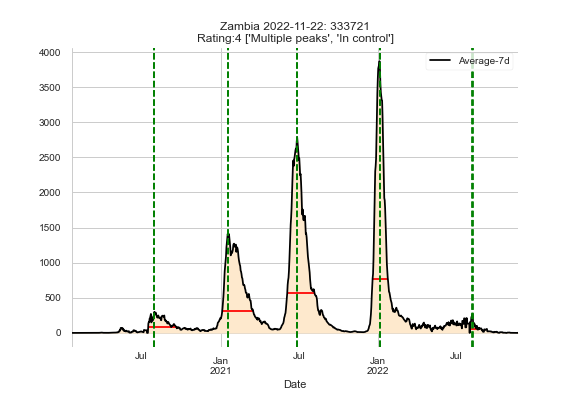 Zambia 2022-11-22: 333721
Rating:4 ['Multiple peaks', 'In control']
Average-7d
4000
3500
3000
2500
2000
1500
1000
500
0
Jul
Jan
2021
Jul
Jan
2022
Jul
Date